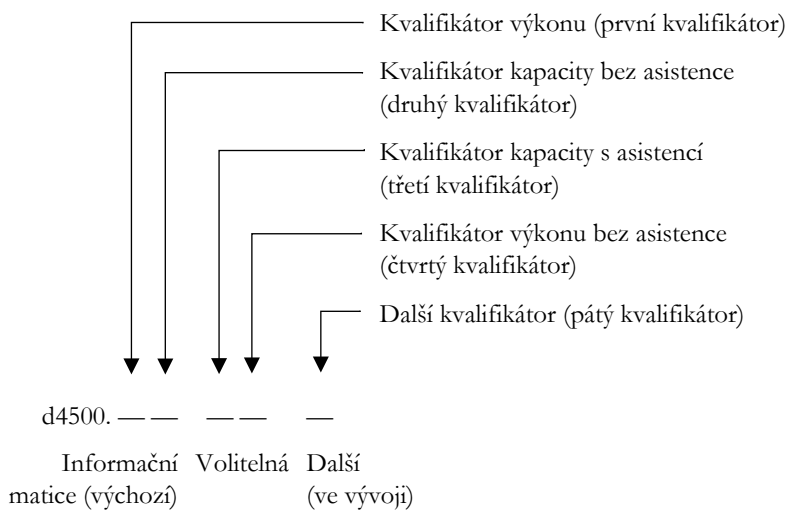 Kvalifikátor výkonu (první kvalifikátor)
Kvalifikátor kapacity bez asistence
(druhý kvalifikátor)
Kvalifikátor kapacity s asistencí
(třetí kvalifikátor)
Kvalifikátor výkonu bez asistence
(čtvrtý kvalifikátor)
Další kvalifikátor (pátý kvalifikátor)
d4500. — — — — —
Informační Volitelná Další
matice (výchozí) (ve vývoji)